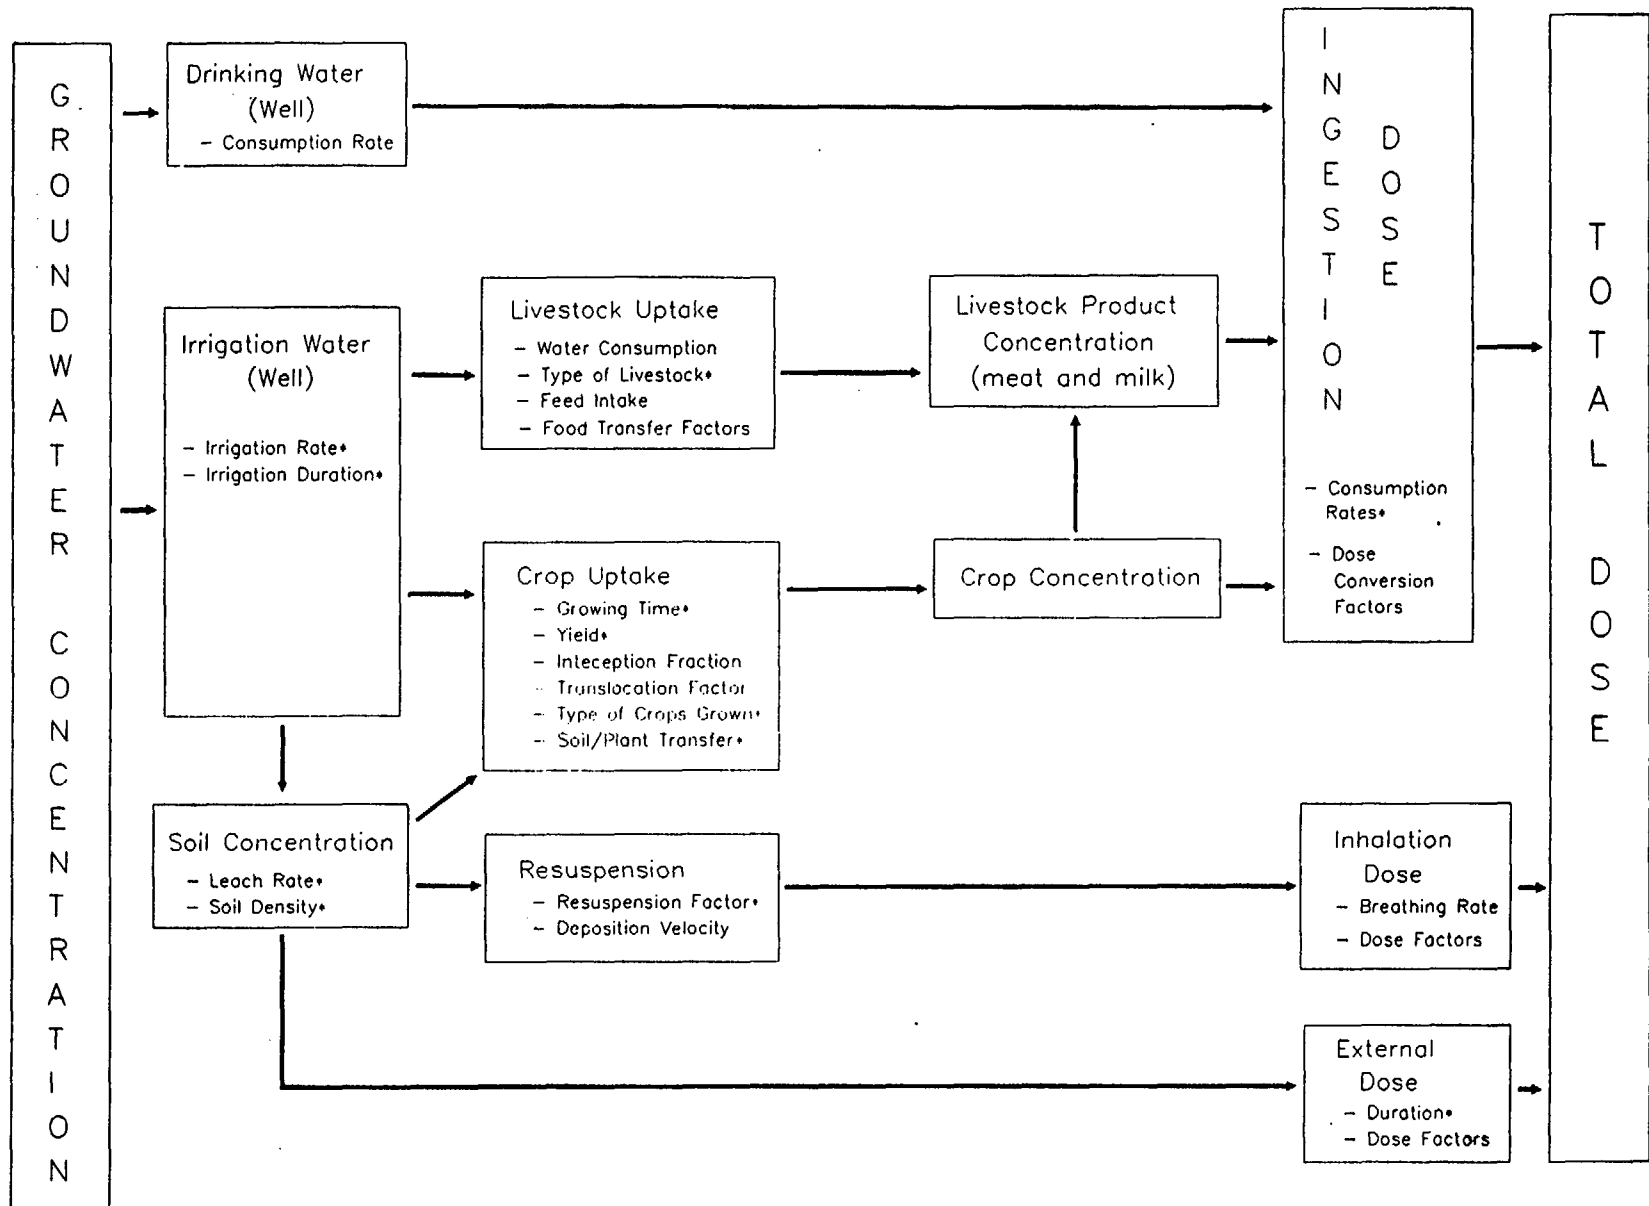 GROUNDWATER CONCENTRATION
Drinking Water
(Well)
– Consumption Rate
Irrigation Water
(Well)
– Irrigation Rate*
– Irrigation Duration*
Soil Concentration
– Leach Rate*
– Soil Density*
Livestock Uptake
– Water Consumption
– Type of Livestock*
– Feed Intake
– Food Transfer Factors
Crop Uptake
– Growing Time*
– Yield*
– Inteception Fraction
– Translocation Factor
– Type of Crops Grown*
– Soil/Plant Transfer*
Resuspension
– Resuspension Factor*
– Deposition Velocity
Livestock Product
Concentration
(meat and milk)
Crop Concentration
INGESTION
DOSE
– Consumption
Rates*
– Dose
Conversion
Factors
Inhalation
Dose
– Breathing Rate
– Dose Factors
External
Dose
– Duration*
– Dose Factors
TOTAL DOSE